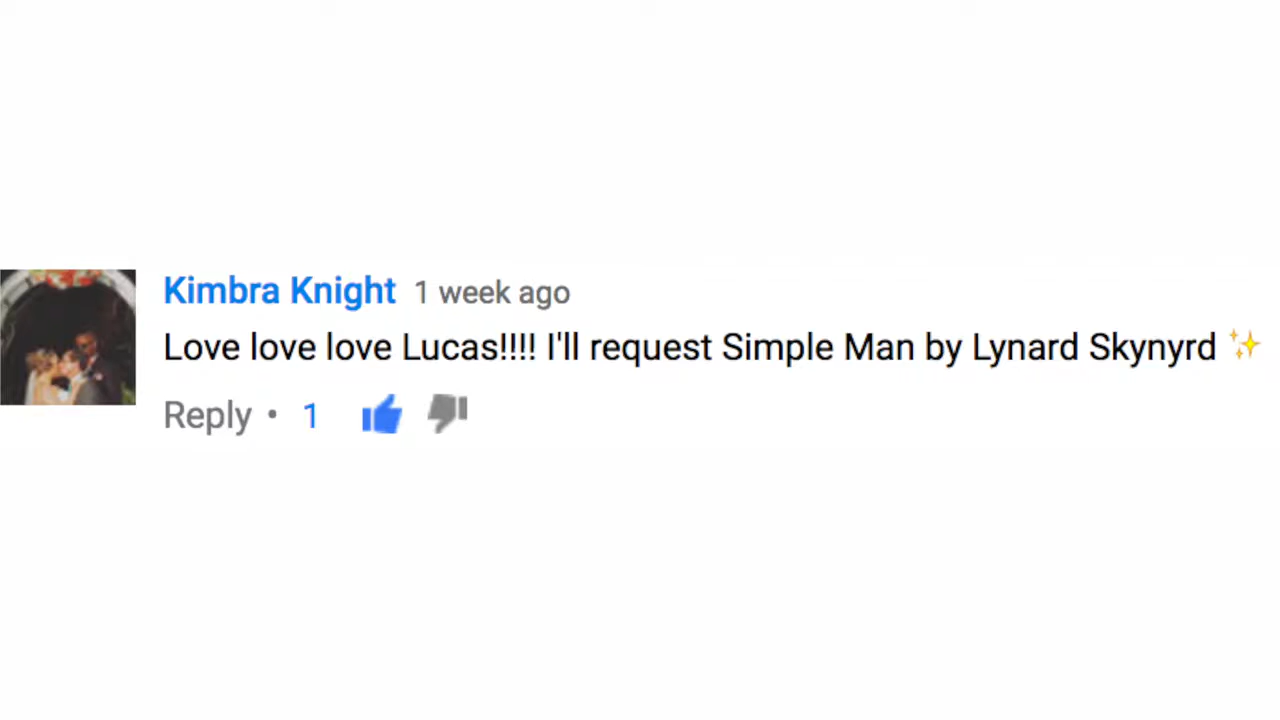 Kimbra Knight 1 week ago
Love love love Lucas!!!! I'll request Simple Man by Lynard Skynyrd ✨
Reply • 1